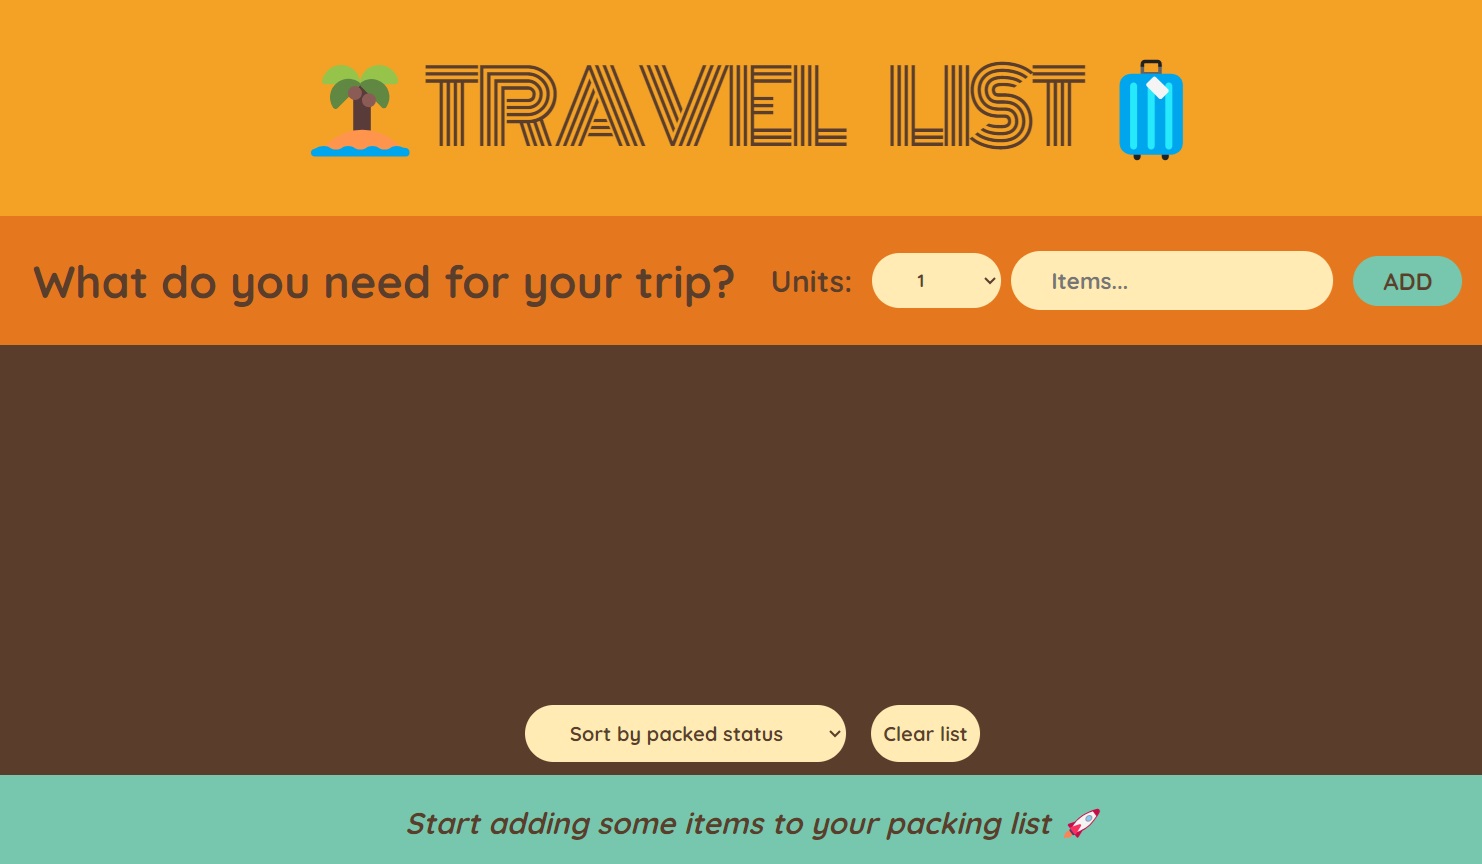 TRAVEL LIST
What do you need for your trip? Units: 1 Items... ADD
Sort by packed status Clear list
Start adding some items to your packing list 🚀